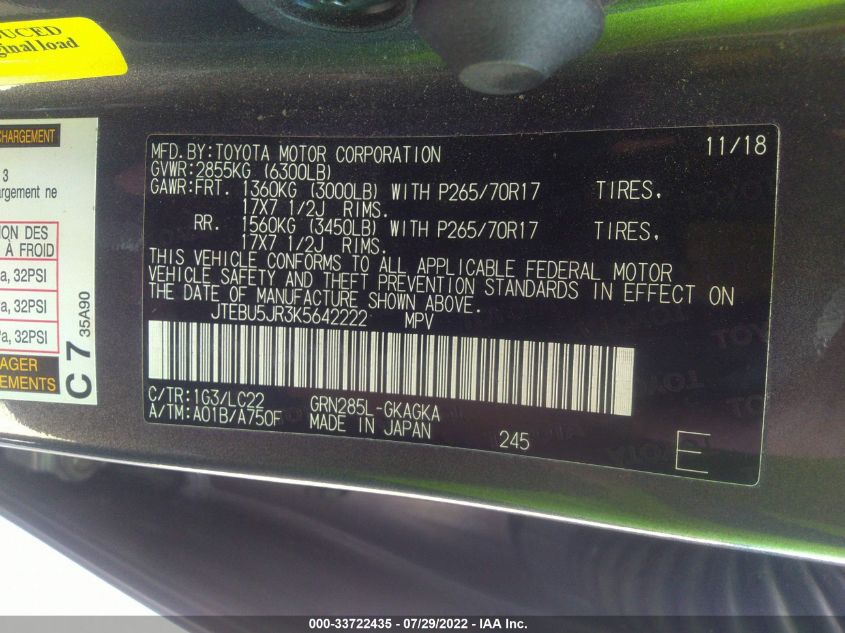 UCED
ginal load
CHARGEMENT
3
argement ne
ION DES
À FROID
a, 32PSI
a, 32PSI
Pa, 32PSI
AGER
EMENTS
C 7
35A90
MFD.BY:TOYOTA MOTOR CORPORATION 11/18
GVWR:2855KG (6300LB)
GAWR:FRT. 1360KG (3000LB) WITH P265/70R17 TIRES.
17X7 1/2J RIMS.
RR. 1560KG (3450LB) WITH P265/70R17 TIRES.
17X7 1/2J RIMS.
THIS VEHICLE CONFORMS TO ALL APPLICABLE FEDERAL MOTOR
VEHICLE SAFETY AND THEFT PREVENTION STANDARDS IN EFFECT ON
THE DATE OF MANUFACTURE SHOWN ABOVE.
JTEBU5JR3K5642222 MPV
C/TR:1G3/LC22 GRN285L-GKAGKA
A/TM:A01B/A750F MADE IN JAPAN 245
E
000-33722435 - 07/29/2022 - IAA Inc.